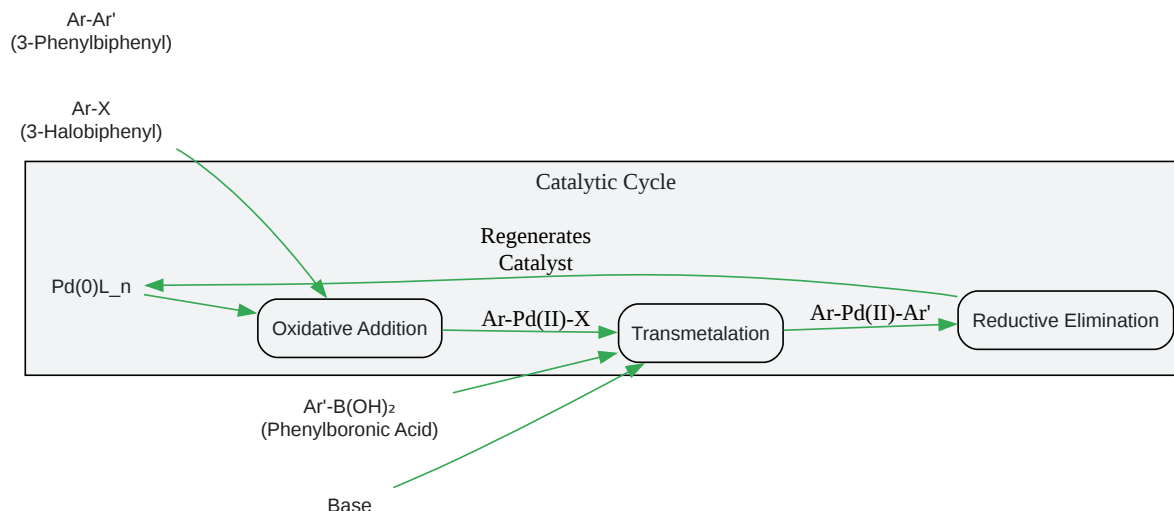 Ar-Ar'
(3-Phenylbiphenyl)
Ar-X
(3-Halobiphenyl)
Catalytic Cycle
Regenerates
Catalyst
Pd(0)L_n
Oxidative Addition
Ar-Pd(II)-X
Transmetalation
Ar-Pd(II)-Ar'
Reductive Elimination
Ar'-B(OH)₂
(Phenylboronic Acid)
Base